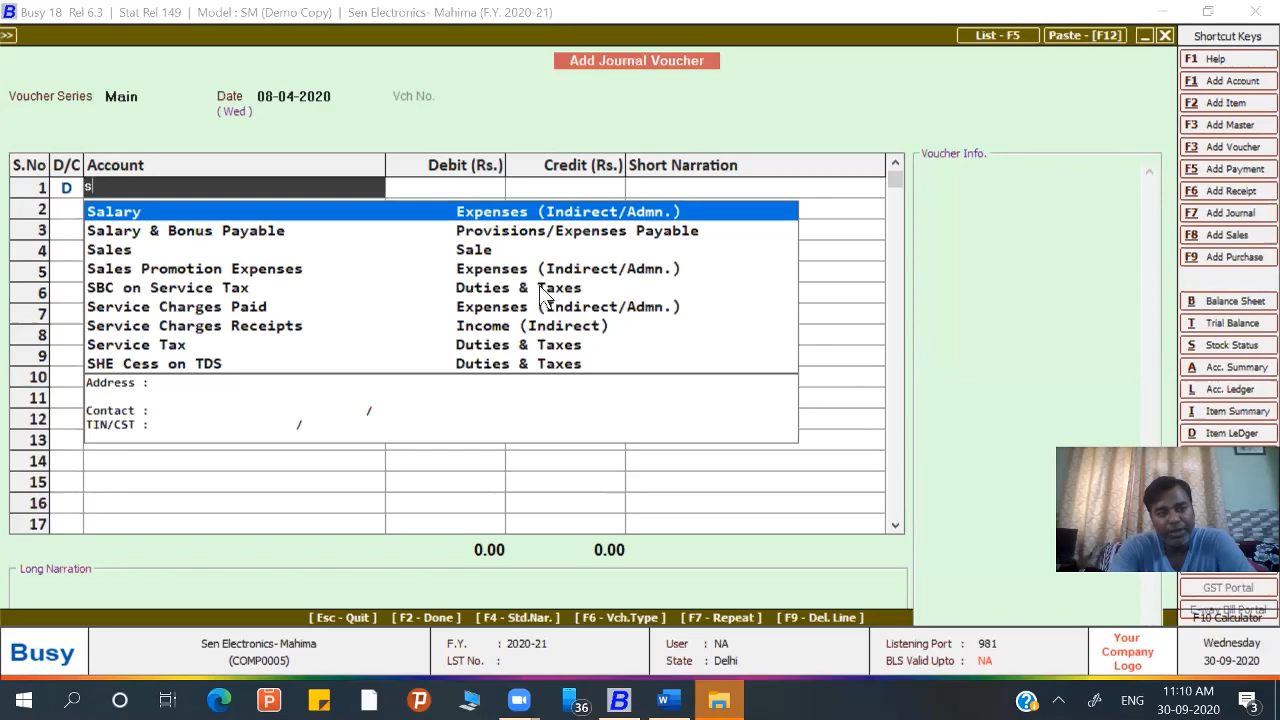 Busy 18 Rel 6.3 | Stat Rel 149 | Model : SM (Demo Copy) | Sen Electronics- Mahima (F.Y. 2020-21)
>> List - F5 Paste - [F12] Shortcut Keys
Add Journal Voucher
F1 Help
F1 Add Account
F2 Add Item
F3 Add Master
F3 Add Voucher
F5 Add Payment
F6 Add Receipt
F7 Add Journal
F8 Add Sales
F9 Add Purchase
B Balance Sheet
T Trial Balance
S Stock Status
A Acc. Summary
L Acc. Ledger
I Item Summary
D Item LeDger
GST Portal
F10 Calculator
Voucher Series Main Date 08-04-2020 Vch No.
( Wed )
S.No D/C Account Debit (Rs.) Credit (Rs.) Short Narration
Voucher Info.
1 D s
2 Salary Expenses (Indirect/Admn.)
3 Salary & Bonus Payable Provisions/Expenses Payable
4 Sales Sale
5 Sales Promotion Expenses Expenses (Indirect/Admn.)
6 SBC on Service Tax Duties & Taxes
7 Service Charges Paid Expenses (Indirect/Admn.)
8 Service Charges Receipts Income (Indirect)
9 Service Tax Duties & Taxes
10 SHE Cess on TDS Duties & Taxes
Address :
11
Contact : /
12 TIN/CST : /
13
14
15
16
17
0.00 0.00
Long Narration
[ Esc - Quit ] [ F2 - Done ] [ F4 - Std.Nar. ] [ F6 - Vch.Type ] [ F7 - Repeat ] [ F9 - Del. Line ]
Busy
Sen Electronics- Mahima
(COMP0005)
F.Y. : 2020-21
LST No. :
User : NA
State : Delhi
Listening Port : 981
BLS Valid Upto : NA
Your
Company
Logo
Wednesday
30-09-2020
36
ENG
11:10 AM
30-09-2020
3